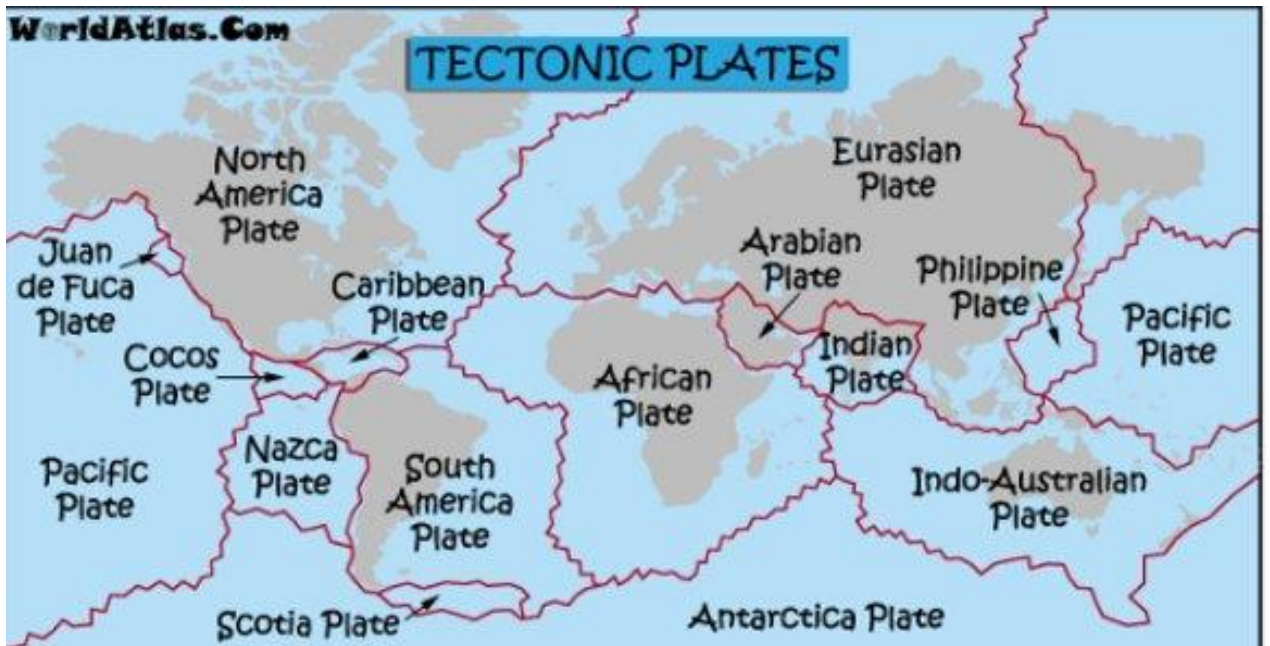 WorldAtlas.Com
TECTONIC PLATES
North
America
Plate
Eurasian
Plate
Juan
de Fuca
Plate
Caribbean
Plate
Arabian
Plate
Philippine
Plate
Pacific
Plate
Cocos
Plate
African
Plate
Indian
Plate
Nazca
Plate
Pacific
Plate
South
America
Plate
Indo-Australian
Plate
Scotia Plate
Antarctica Plate